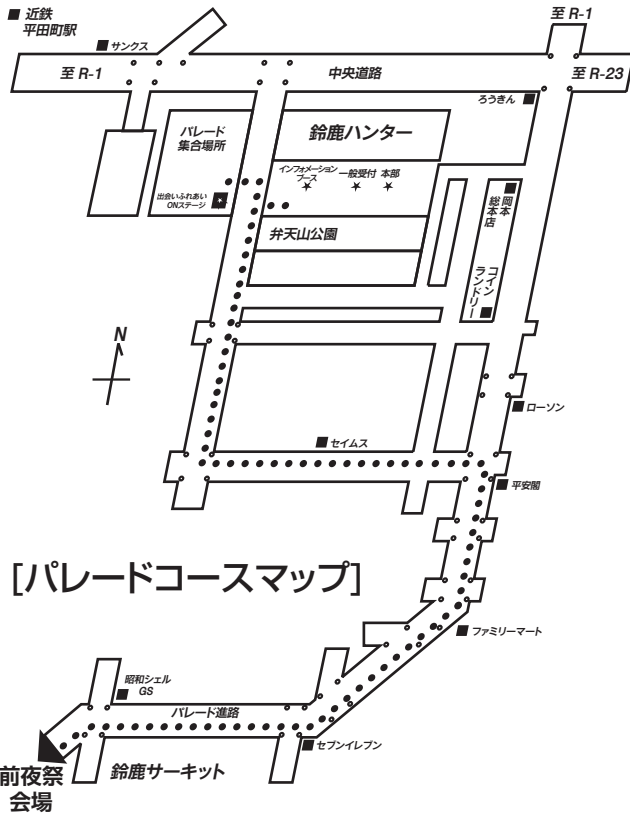 近鉄
平田町駅
サンクス
至 R-1
至 R-1
中央道路
至 R-23
ろうきん
パレード
集合場所
鈴鹿ハンター
インフォメーション
ブース
一般受付
本部
出会いふれあい
ONステージ
弁天山公園
岡本
総本店
コイン
ランドリー
N
ローソン
セイムス
平安閣
[パレードコースマップ]
ファミリーマート
昭和シェル
GS
パレード進路
セブンイレブン
前夜祭
会場
鈴鹿サーキット